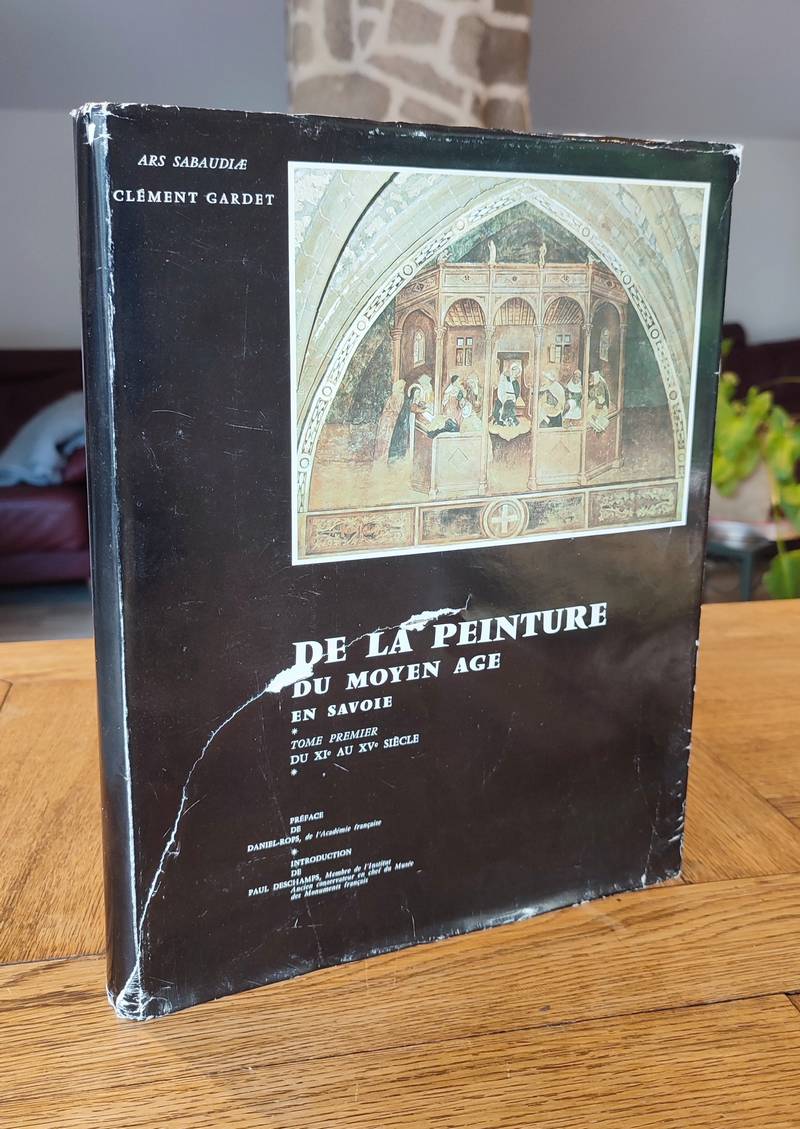 ARS SABAUDIÆ
CLÉMENT GARDET
DE LA PEINTURE
DU MOYEN AGE
EN SAVOIE
*
TOME PREMIER
DU XIe AU XVe SIÈCLE
*
PRÉFACE
DE
DANIEL-ROPS, de l'Académie française
*
INTRODUCTION
DE
PAUL DESCHAMPS, Membre de l'Institut
Ancien conservateur en chef du Musée
des Monuments français